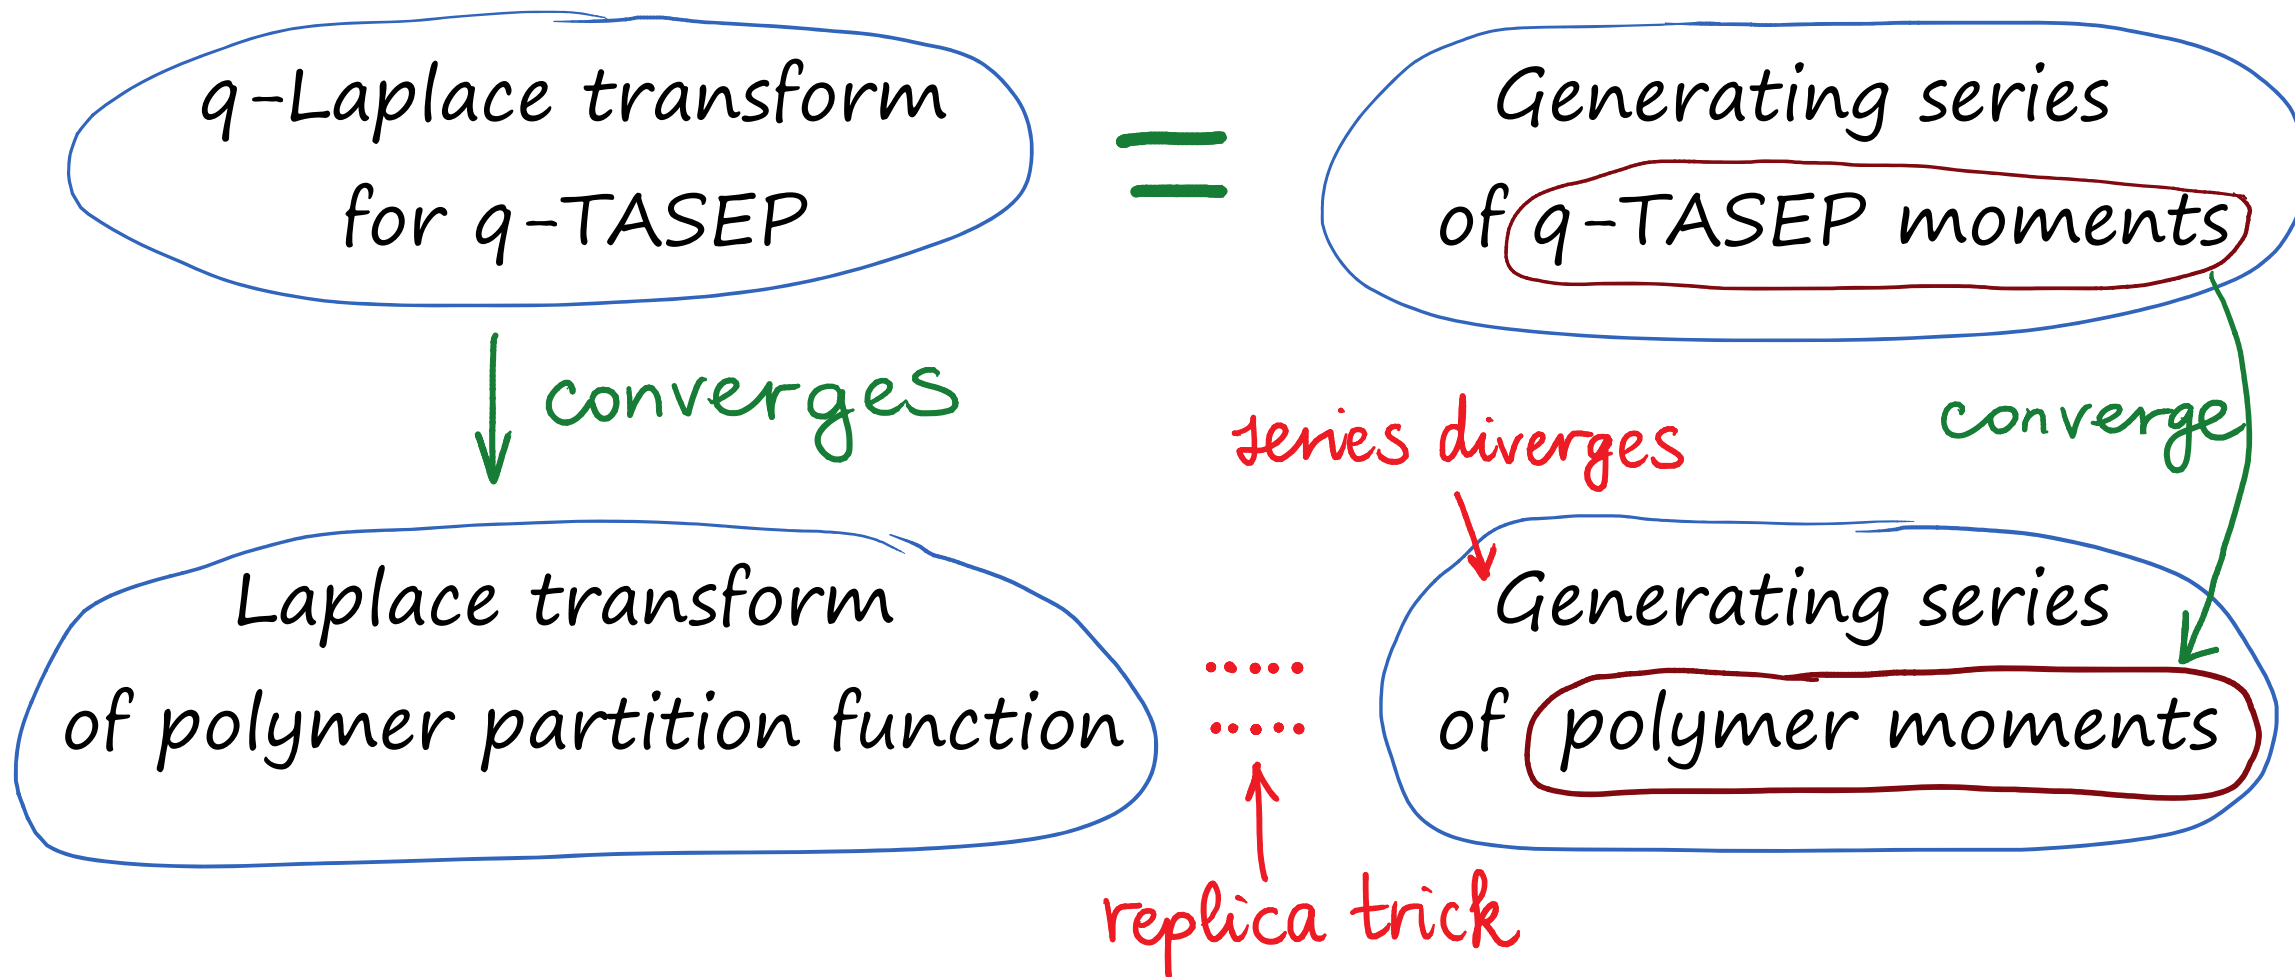 q-Laplace transform
for q-TASEP
=
Generating series
of q-TASEP moments
converges
converge
series diverges
Laplace transform
of polymer partition function
Generating series
of polymer moments
replica trick